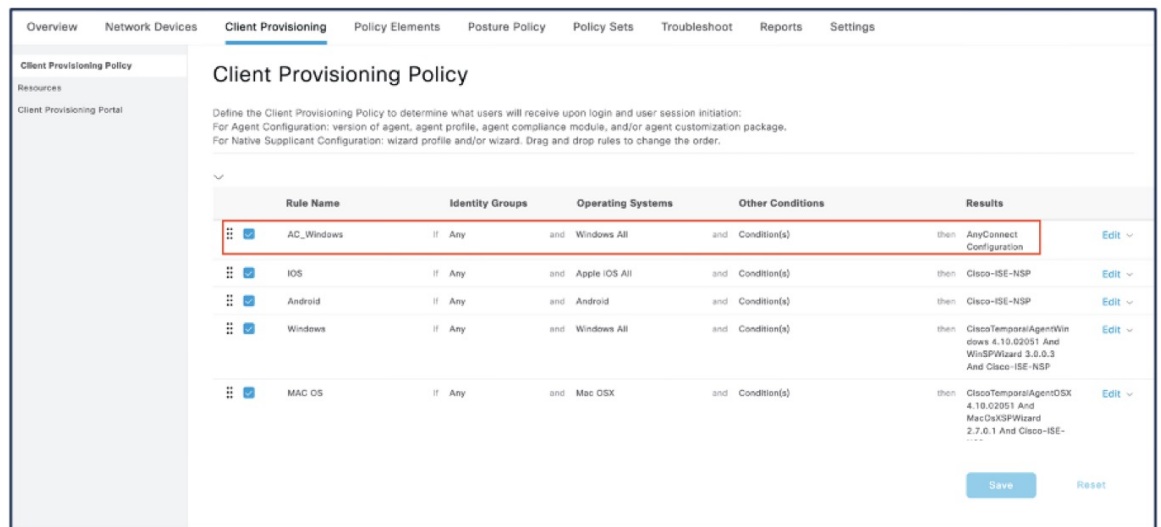 Overview Network Devices Client Provisioning Policy Elements Posture Policy Policy Sets Troubleshoot Reports Settings
Client Provisioning Policy
Resources
Client Provisioning Portal
Client Provisioning Policy
Define the Client Provisioning Policy to determine what users will receive upon login and user session initiation:
For Agent Configuration: version of agent, agent profile, agent compliance module, and/or agent customization package.
For Native Supplicant Configuration: wizard profile and/or wizard. Drag and drop rules to change the order.
Rule Name Identity Groups Operating Systems Other Conditions Results
AC_Windows If Any and Windows All and Condition(s) then AnyConnect Edit
Configuration
IOS If Any and Apple iOS All and Condition(s) then Cisco-ISE-NSP Edit
Android If Any and Android and Condition(s) then Cisco-ISE-NSP Edit
Windows If Any and Windows All and Condition(s) then CiscoTemporalAgentWin Edit
dows 4.10.02051 And
WinSPWizard 3.0.0.3
And Cisco-ISE-NSP
MAC OS If Any and Mac OSX and Condition(s) then CiscoTemporalAgentOSX Edit
4.10.02051 And
MacOsXSPWizard
2.7.0.1 And Cisco-ISE-
Save Reset